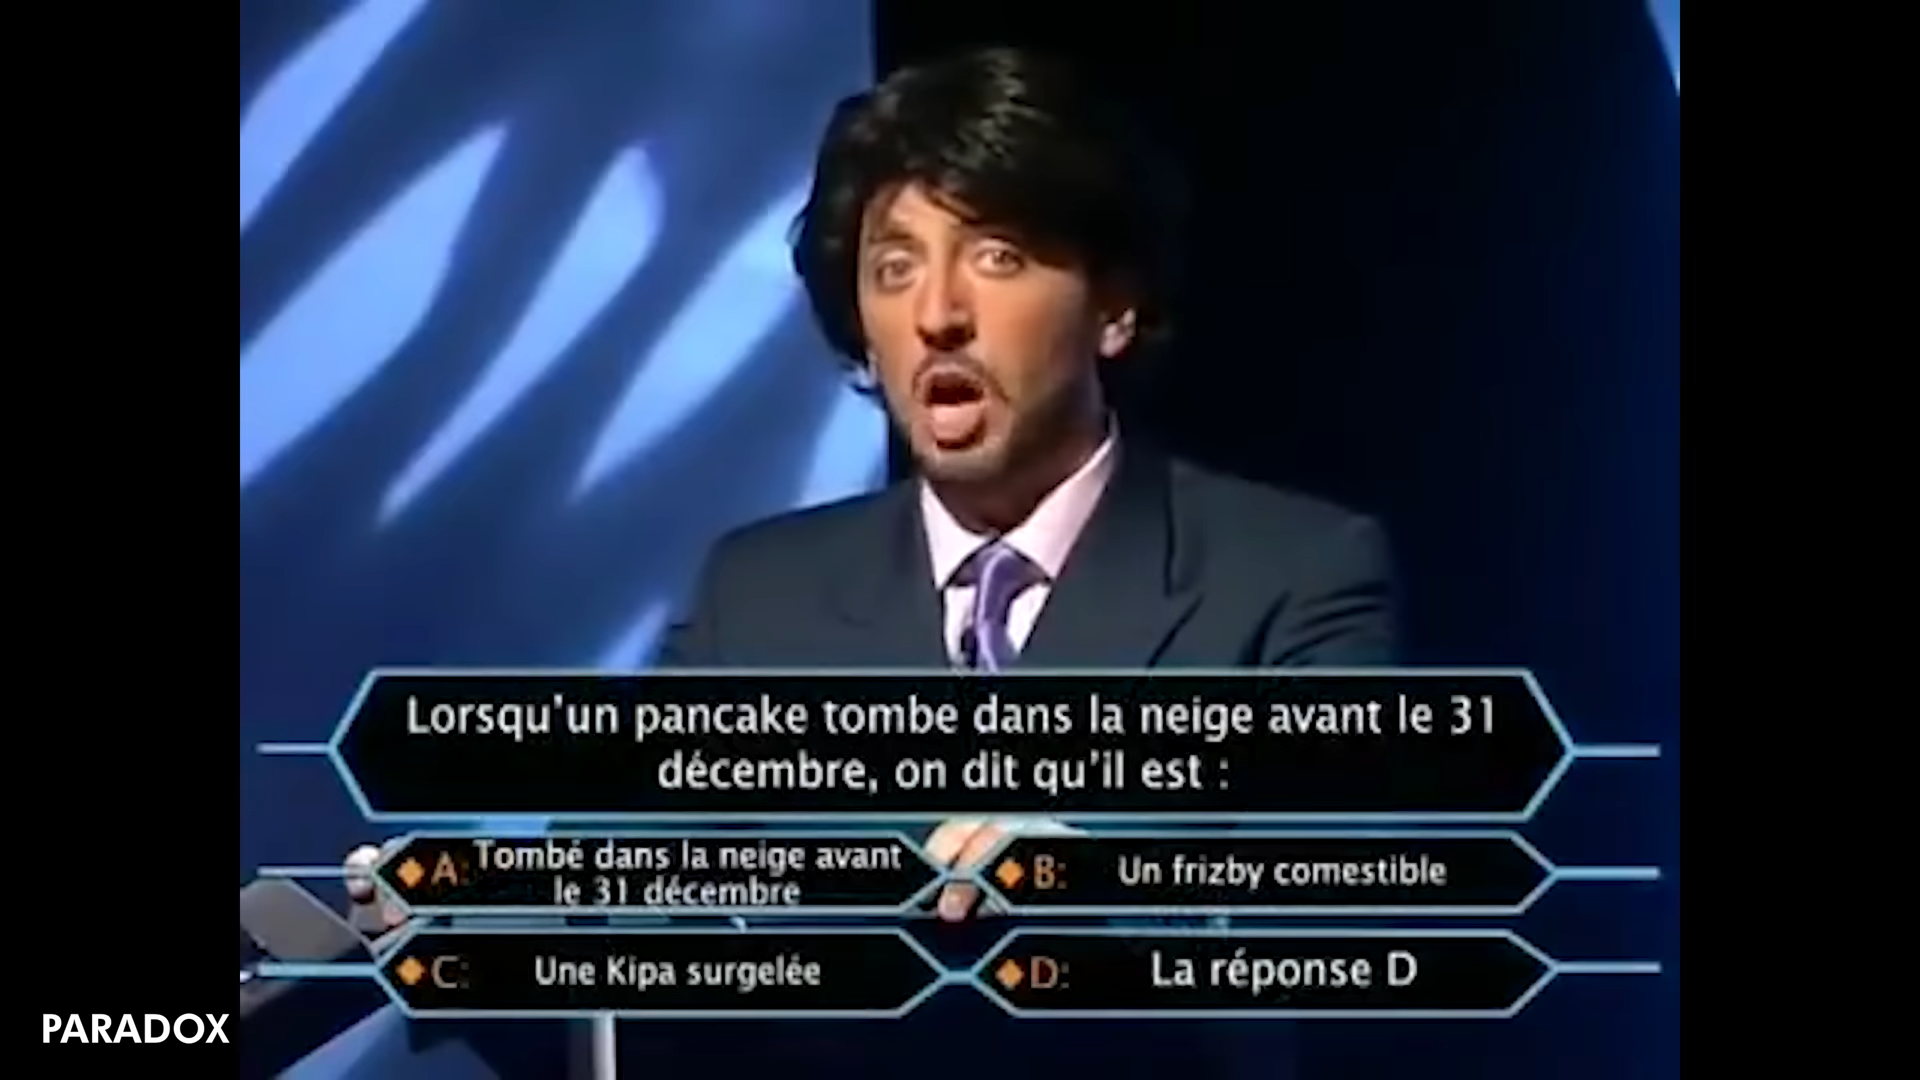 Lorsqu'un pancake tombe dans la neige avant le 31
décembre, on dit qu'il est :
A: Tombé dans la neige avant
le 31 décembre
B: Un frizby comestible
C: Une Kipa surgelée
D: La réponse D
PARADOX